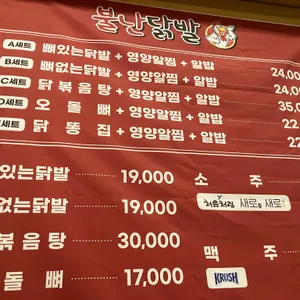 불난닭발
A세트 뼈있는닭발 + 영양알찜 + 알밥 24,00
B세트 뼈없는닭발 + 영양알찜 + 알밥 24,0
C세트 닭볶음탕 + 영양알찜 + 알밥 35,0
D세트 오돌뼈 + 영양알찜 + 알밥 22,
세트 닭똥집 + 영양알찜 + 알밥 22,
있는닭발 19,000 소주
없는닭발 19,000 처음처럼 새로 새로
볶음탕 30,000 맥주
돌뼈 17,000 KRUSH